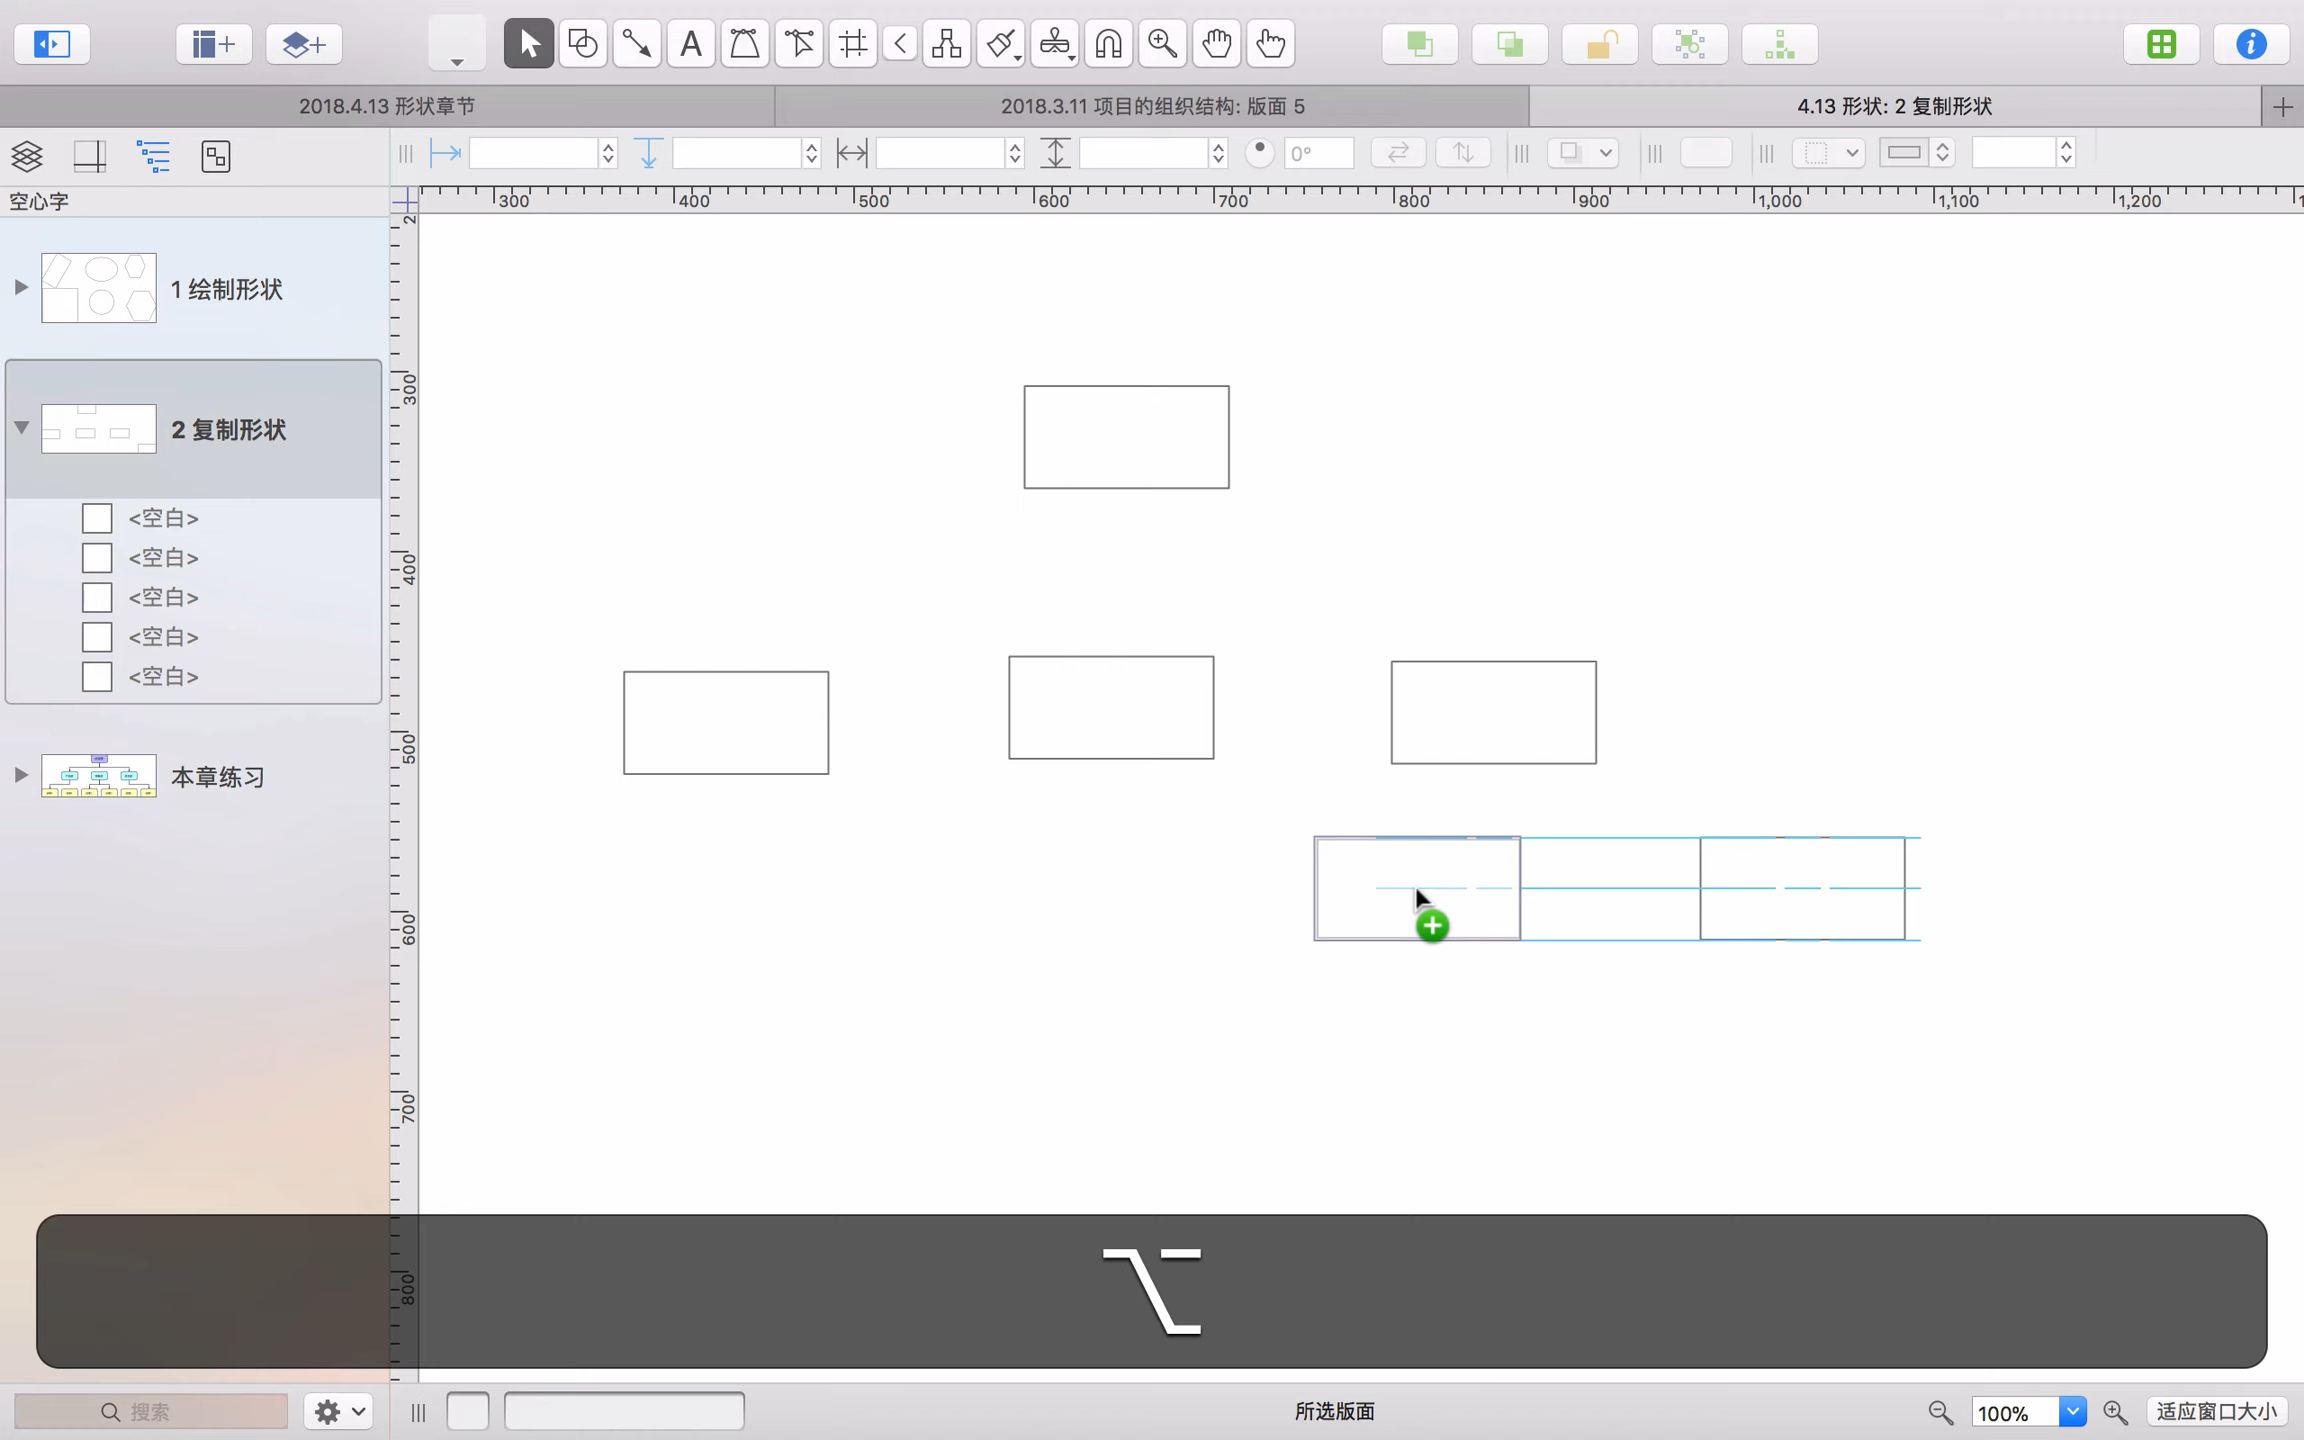 A
i
2018.4.13 形状章节
2018.3.11 项目的组织结构: 版面 5
4.13 形状: 2 复制形状
0°
空心字
300
400
500
600
700
800
900
1,000
1,100
1,200
1 绘制形状
2 复制形状
<空白>
<空白>
<空白>
<空白>
<空白>
本章练习
2
300
400
500
600
700
800
⌥
搜索
所选版面
100%
适应窗口大小